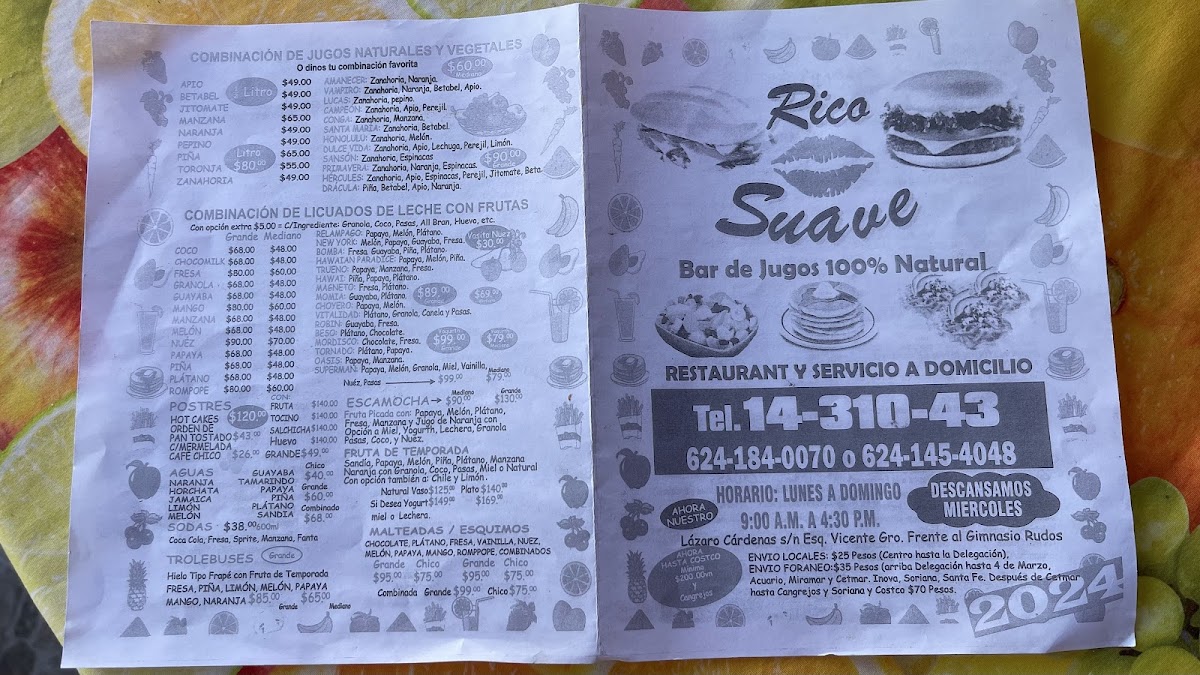 COMBINACIÓN DE JUGOS NATURALES Y VEGETALES
O dinos tu combinación favorita
$60.00 Mediano
½ Litro
Litro $80.00
APIO $49.00
BETABEL $49.00
JITOMATE $49.00
MANZANA $65.00
NARANJA $49.00
PEPINO $49.00
PIÑA $65.00
TORONJA $55.00
ZANAHORIA $49.00
AMANECER: Zanahoria, Naranja.
VAMPIRO: Zanahoria, Naranja, Betabel, Apio.
LUCAS: Zanahoria, pepino.
CAMPEÓN: Zanahoria, Apio, Perejil.
CONGA: Zanahoria, Manzana.
SANTA MARIA: Zanahoria, Betabel.
HONOLULU: Zanahoria, Melón.
DULCE VIDA: Zanahoria, Apio, Lechuga, Perejil, Limón.
SANSÓN: Zanahoria, Espinacas
PRIMAVERA: Zanahoria, Naranja, Espinacas.
HÉRCULES: Zanahoria, Apio, Espinacas, Perejil, Jitomate, Beta.
DRÁCULA: Piña, Betabel, Apio, Naranja.
$90.00 Grande
COMBINACIÓN DE LICUADOS DE LECHE CON FRUTAS
Con opción extra $5.00 = C/Ingrediente: Granola, Coco, Pasas, All Bran, Huevo, etc.
Grande Mediano
COCO $68.00 $48.00
CHOCOMILK $68.00 $48.00
FRESA $80.00 $60.00
GRANOLA $68.00 $48.00
GUAYABA $68.00 $48.00
MANGO $80.00 $60.00
MANZANA $68.00 $48.00
MELÓN $68.00 $48.00
NUEZ $90.00 $70.00
PAPAYA $68.00 $48.00
PIÑA $68.00 $48.00
PLÁTANO $68.00 $48.00
ROMPOPE $80.00 $60.00
RELAMPAGO: Papaya, Melón, Plátano.
NEW YORK: Melón, Papaya, Guayaba, Fresa.
BOMBA: Fresa Guayaba, Piña, Plátano.
HAWAIIAN PARADICE: Papaya, Melón, Piña.
TRUENO: Papaya, Manzana, Fresa.
HAWAI: Piña, Papaya, Plátano.
MAGNETO: Fresa, Plátano.
MOMIA: Guayaba, Plátano.
CHOYERO: Papaya, Melón.
VITALIDAD: Plátano, Granola, Canela y Pasas.
ROBIN: Guayaba, Fresa.
BESO: Plátano, Chocolate.
MORDISCO: Chocolate, Fresa.
TORNADO: Plátano, Papaya.
OASIS: Papaya, Manzana.
SUPERMAN: Papaya, Melón, Granola, Miel, Vainilla,
Nuéz, Pasas $99.00 Mediano $79.00
Vasito Nuez $30.00
$89.00
$69.00
$99.00
$79.00
POSTRES
HOT CAKES $120.00
ORDEN DE
PAN TOSTADO $43.00
C/MERMELADA
CAFE CHICO $26.00 GRANDE $49.00
CON:
FRUTA $140.00
TOCINO $140.00
SALCHICHA $140.00
Huevo $140.00
ESCAMOCHA Mediano $90.00 Grande $130.00
Fruta Picada con: Papaya, Melón, Plátano,
Fresa, Manzana y Jugo de Naranja con
Opción a Miel, Yogurth, Lechera, Granola
Pasas, Coco, y Nuéz.
FRUTA DE TEMPORADA
Sandia, Papaya, Melón, Piña, Plátano, Manzana
Naranja con Granola, Coco, Pasas, Miel o Natural
Con opción también a: Chile y Limón.
Natural Vaso $125.00 Plato $140.00
Si Desea Yogurt $149.00 $169.00
miel o Lechera.
AGUAS
NARANJA
HORCHATA
JAMAICA
LIMÓN
MELÓN
GUAYABA
TAMARINDO
PAPAYA
PIÑA
PLÁTANO
SANDIA
Chico
$40.00
Grande
$60.00
Combinado
$68.00
SODAS $38.00 600ml
Coca Cola, Fresa, Sprite, Manzana, Fanta
TROLEBUSES Grande
Hielo Tipo Frapé con Fruta de Temporada
FRESA, PIÑA, LIMÓN, MELÓN, PAPAYA
MANGO, NARANJA $85.00 $65.00
Grande Mediano
MALTEADAS / ESQUIMOS
CHOCOLATE, PLÁTANO, FRESA, VAINILLA, NUEZ,
MELÓN, PAPAYA, MANGO, ROMPPOPE, COMBINADOS
Grande Chico Grande Chico
$95.00 $75.00 $95.00 $75.00
Combinada Grande $99.00 Chico $75.00
Rico
Suave
Bar de Jugos 100% Natural
RESTAURANT Y SERVICIO A DOMICILIO
Tel. 14-310-43
624-184-0070 o 624-145-4048
AHORA NUESTRO
HORARIO: LUNES A DOMINGO
9:00 A.M. A 4:30 P.M.
DESCANSAMOS
MIERCOLES
Lázaro Cárdenas s/n Esq. Vicente Gro. Frente al Gimnasio Rudos
AHORA
HASTA COSTCO
Minimo
$200.00mn
y
Cangrejos
ENVIO LOCALES: $25 Pesos (Centro hasta la Delegación),
ENVIO FORANEO:$35 Pesos (arriba Delegación hasta 4 de Marzo,
Acuario, Miramar y Cetmar. Inova, Soriana, Santa Fe. Después de Cetmar
hasta Cangrejos y Soriana y Costco $70 Pesos.
2024